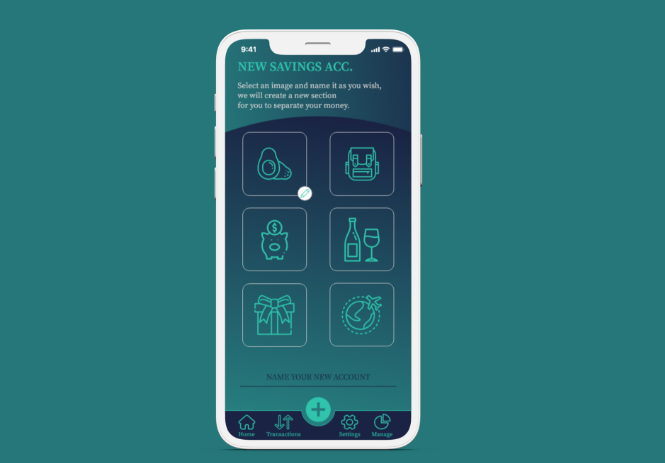 9:41
NEW SAVINGS ACC.
Select an image and name it as you wish,
we will create a new section
for you to separate your money.
$
NAME YOUR NEW ACCOUNT
Home Transactions Settings Manage